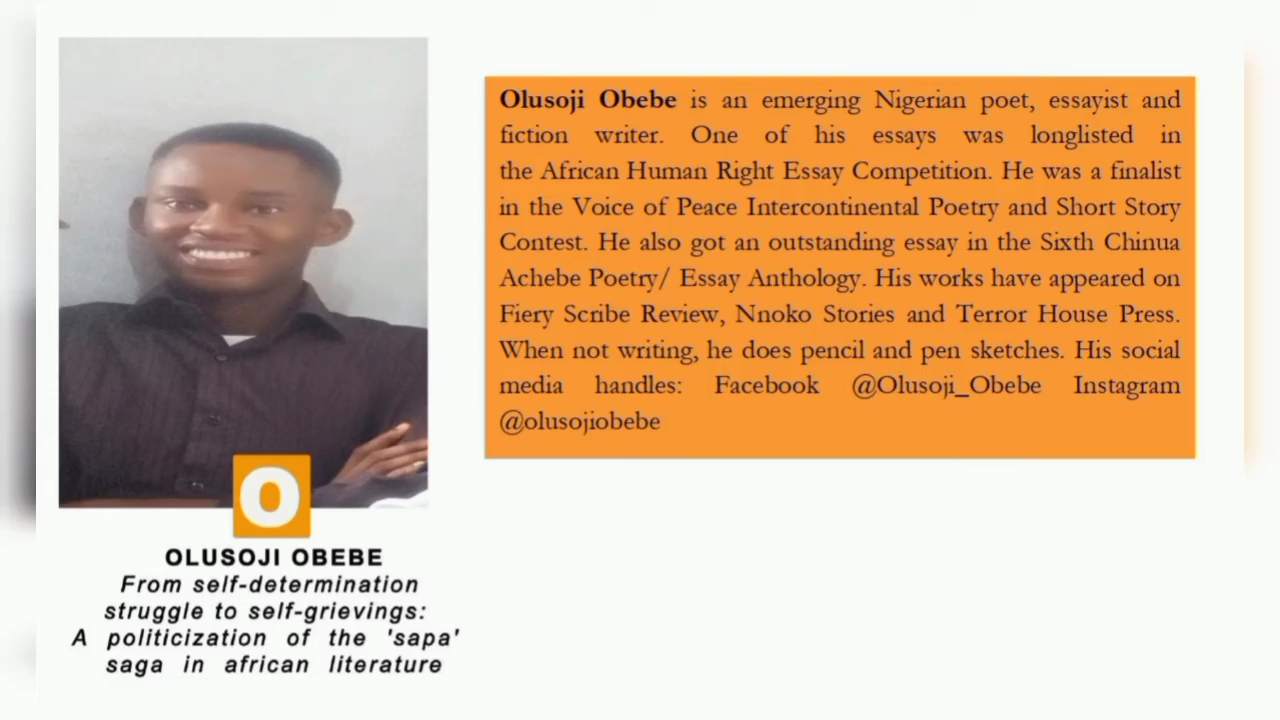 Olusoji Obebe is an emerging Nigerian poet, essayist and
fiction writer. One of his essays was longlisted in
the African Human Right Essay Competition. He was a finalist
in the Voice of Peace Intercontinental Poetry and Short Story
Contest. He also got an outstanding essay in the Sixth Chinua
Achebe Poetry/ Essay Anthology. His works have appeared on
Fiery Scribe Review, Nnoko Stories and Terror House Press.
When not writing, he does pencil and pen sketches. His social
media handles: Facebook @Olusoji_Obebe Instagram
@olusojiobebe
O
OLUSOJI OBEBE
From self-determination
struggle to self-grievings:
A politicization of the 'sapa'
saga in african literature